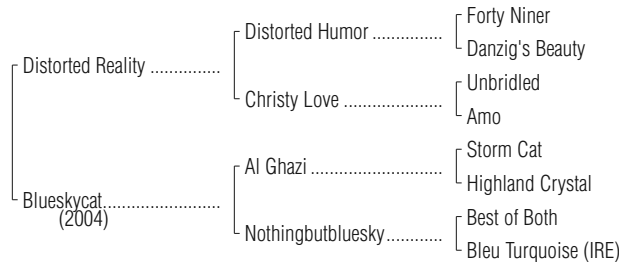 Forty Niner
Distorted Humor ................
Danzig's Beauty
Distorted Reality ...............
Unbridled
Christy Love ......................
Amo
Storm Cat
Al Ghazi ..............................
Highland Crystal
Blueskycat.........................
(2004)
Best of Both
Nothingbutbluesky............
Bleu Turquoise (IRE)